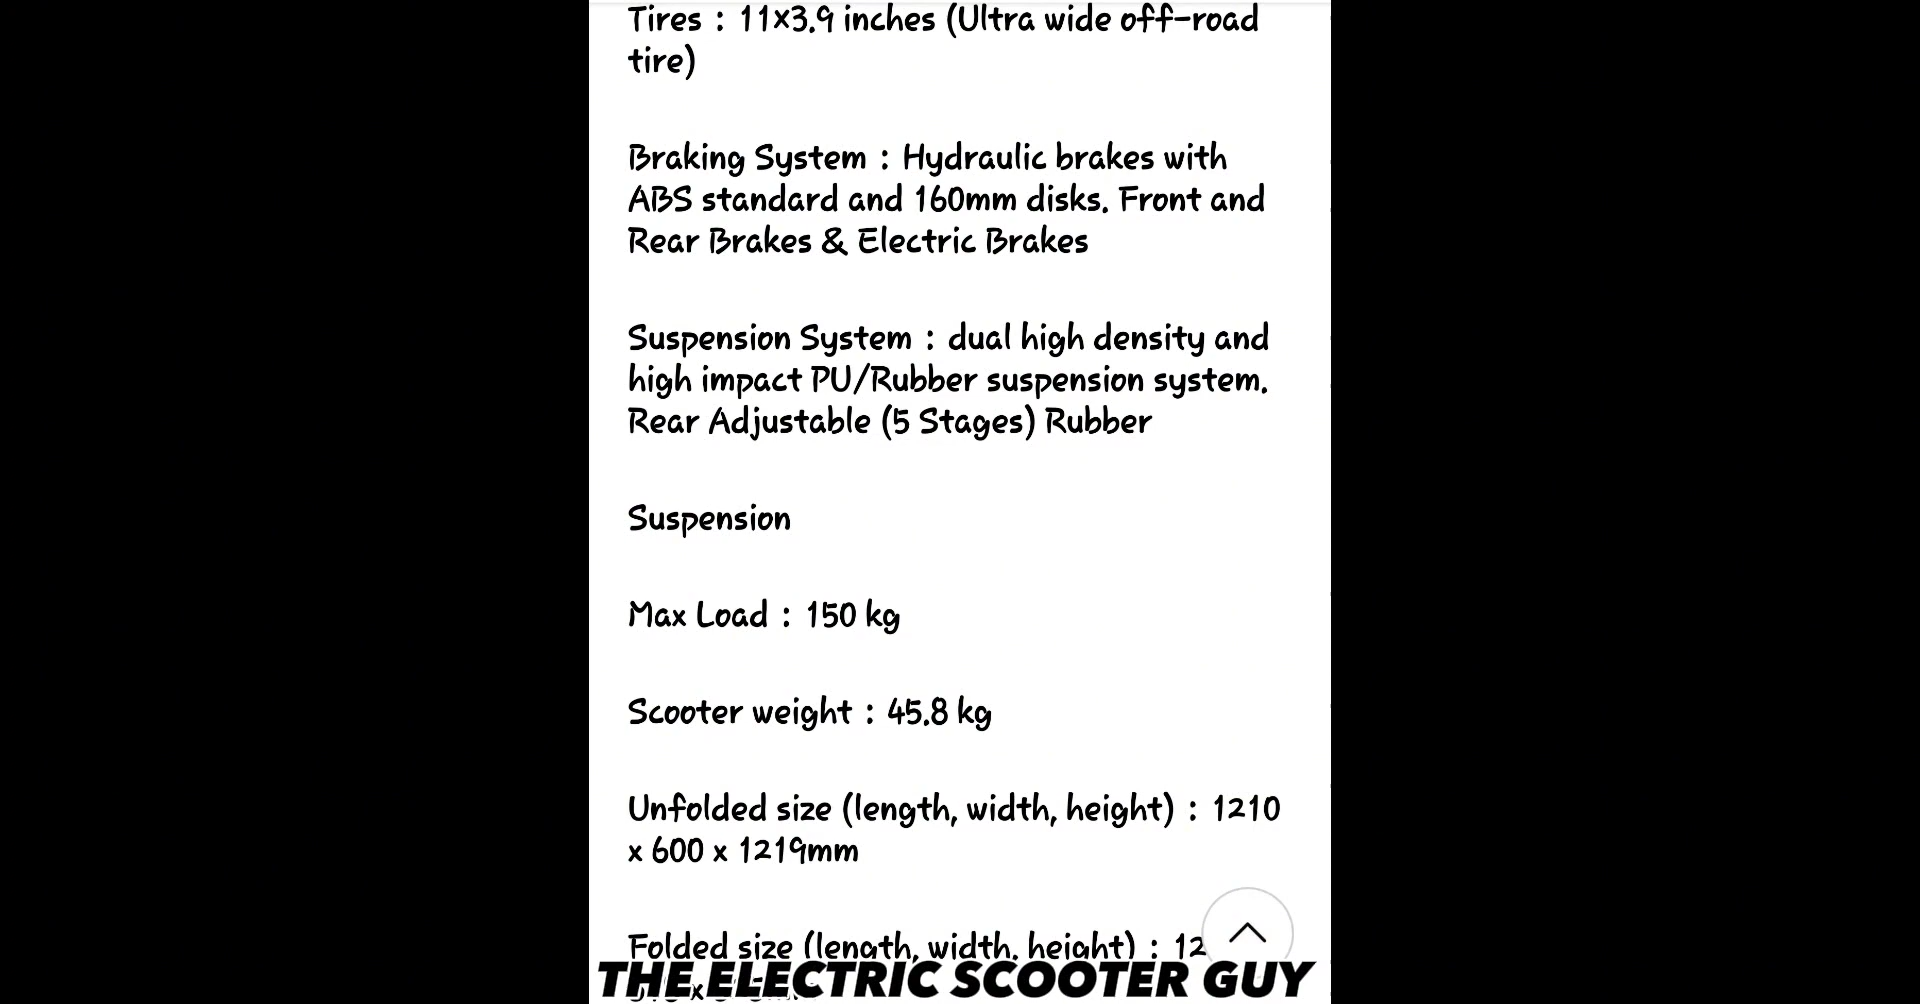 Tires : 11x3.9 inches (Ultra wide off-road
tire)
Braking System : Hydraulic brakes with
ABS standard and 160mm disks. Front and
Rear Brakes & Electric Brakes
Suspension System : dual high density and
high impact PU/Rubber suspension system.
Rear Adjustable (5 Stages) Rubber
Suspension
Max Load : 150 kg
Scooter weight : 45.8 kg
Unfolded size (length, width, height) : 1210
x 600 x 1219mm
Folded size (length, width, height) :
THE ELECTRIC SCOOTER GUY